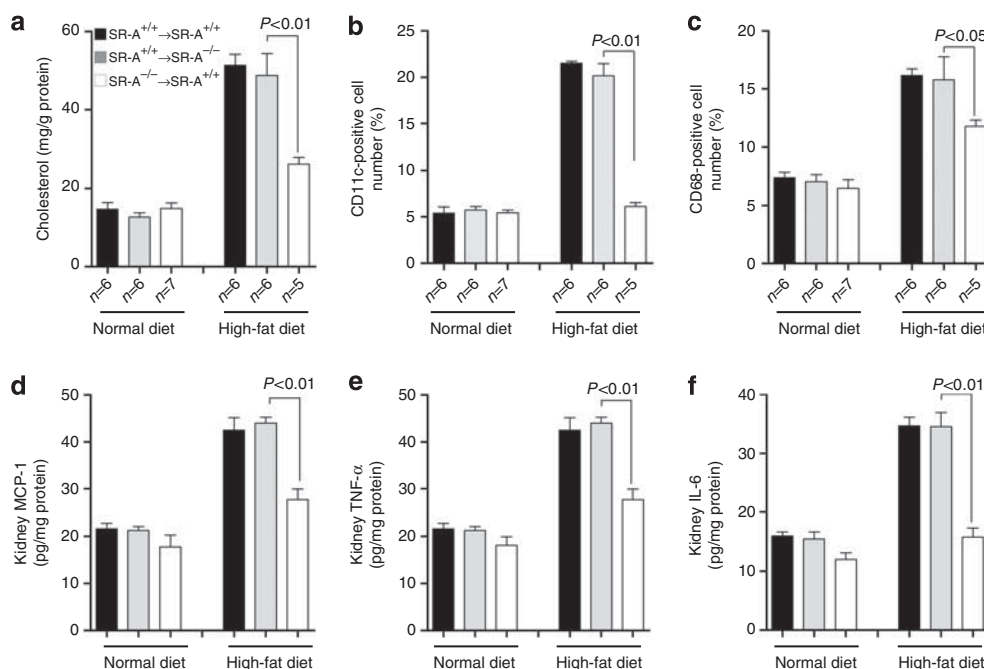 a
Cholesterol (mg/g protein)
60
40
20
0
SR-A+/+→SR-A+/+
SR-A+/+→SR-A−/−
SR-A−/−→SR-A+/+
P<0.01
n=6
n=6
n=7
n=6
n=6
n=5
Normal diet
High-fat diet
b
CD11c-positive cell
number (%)
25
20
15
10
5
0
P<0.01
n=6
n=6
n=7
n=6
n=6
n=5
Normal diet
High-fat diet
c
CD68-positive cell
number (%)
20
15
10
5
0
P<0.05
n=6
n=6
n=7
n=6
n=6
n=5
Normal diet
High-fat diet
d
Kidney MCP-1
(pg/mg protein)
50
40
30
20
10
0
P<0.01
Normal diet
High-fat diet
e
Kidney TNF-α
(pg/mg protein)
50
40
30
20
10
0
P<0.01
Normal diet
High-fat diet
f
Kidney IL-6
(pg/mg protein)
40
30
20
10
0
P<0.01
Normal diet
High-fat diet